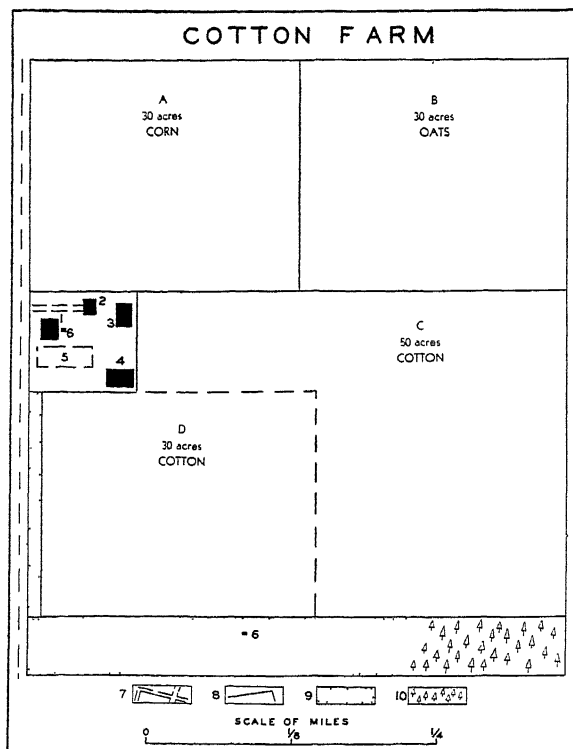 COTTON FARM
A
30 acres
CORN
B
30 acres
OATS
2
1
6
3
5
4
C
50 acres
COTTON
D
30 acres
COTTON
6
7
8
9
10
SCALE OF MILES
0 1/8 1/4